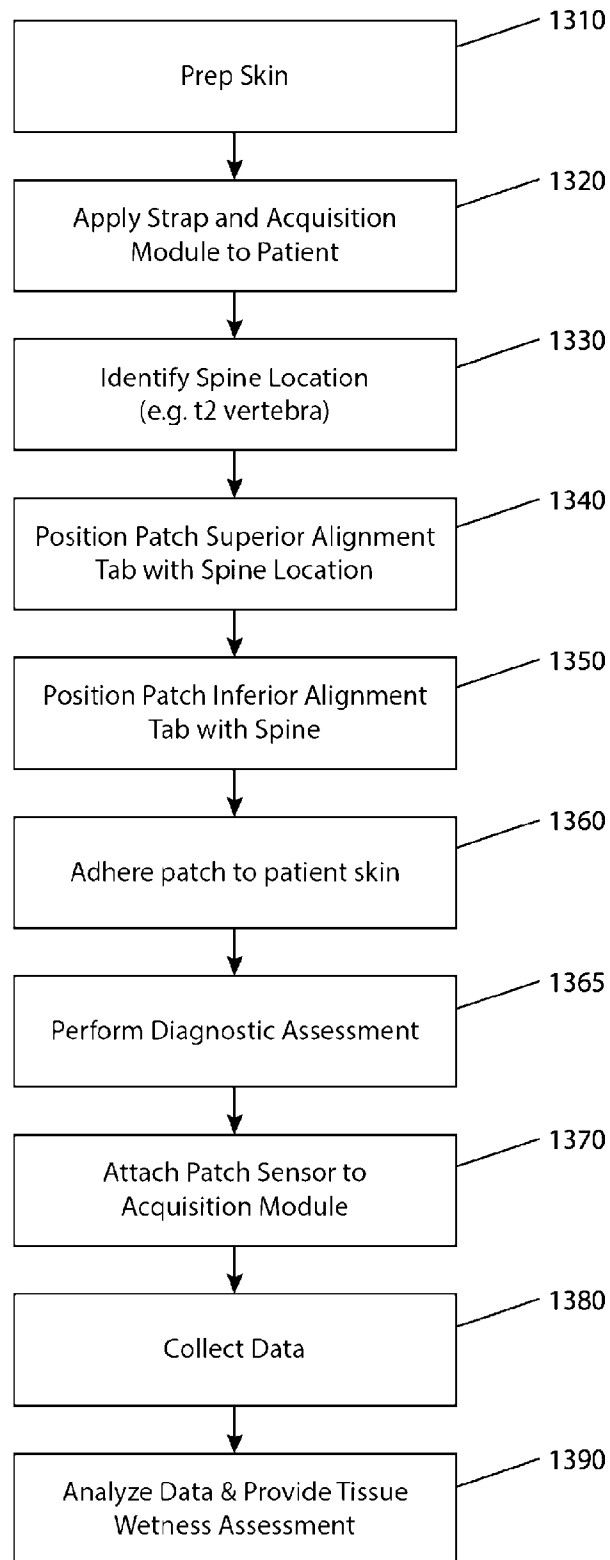 1310
Prep Skin
1320
Apply Strap and Acquisition
Module to Patient
1330
Identify Spine Location
(e.g. t2 vertebra)
1340
Position Patch Superior Alignment
Tab with Spine Location
1350
Position Patch Inferior Alignment
Tab with Spine
1360
Adhere patch to patient skin
1365
Perform Diagnostic Assessment
1370
Attach Patch Sensor to
Acquisition Module
1380
Collect Data
1390
Analyze Data & Provide Tissue
Wetness Assessment